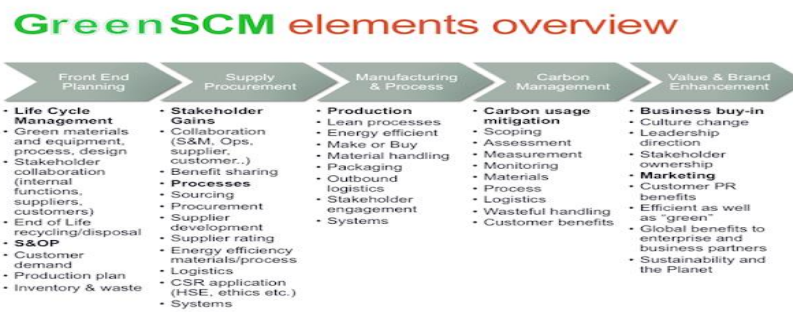 GreenSCM elements overview
Front End
Planning
Supply
Procurement
Manufacturing
& Process
Carbon
Management
Value & Brand
Enhancement
• Life Cycle
Management
• Green materials
and equipment,
process, design
• Stakeholder
collaboration
(internal
functions,
suppliers,
customers)
• End of Life
recycling/disposal
• S&OP
• Customer
demand
• Production plan
• Inventory & waste
• Stakeholder
Gains
• Collaboration
(S&M, Ops,
supplier,
customer..)
• Benefit sharing
• Processes
• Sourcing
• Procurement
• Supplier
development
• Supplier rating
• Energy efficiency
materials/process
• Logistics
• CSR application
(HSE, ethics etc.)
• Systems
• Production
• Lean processes
• Energy efficient
• Make or Buy
• Material handling
• Packaging
• Outbound
logistics
• Stakeholder
engagement
• Systems
• Carbon usage
mitigation
• Scoping
• Assessment
• Measurement
• Monitoring
• Materials
• Process
• Logistics
• Wasteful handling
• Customer benefits
• Business buy-in
• Culture change
• Leadership
direction
• Stakeholder
ownership
• Marketing
• Customer PR
benefits
• Efficient as well
as “green”
• Global benefits to
enterprise and
business partners
• Sustainability and
the Planet